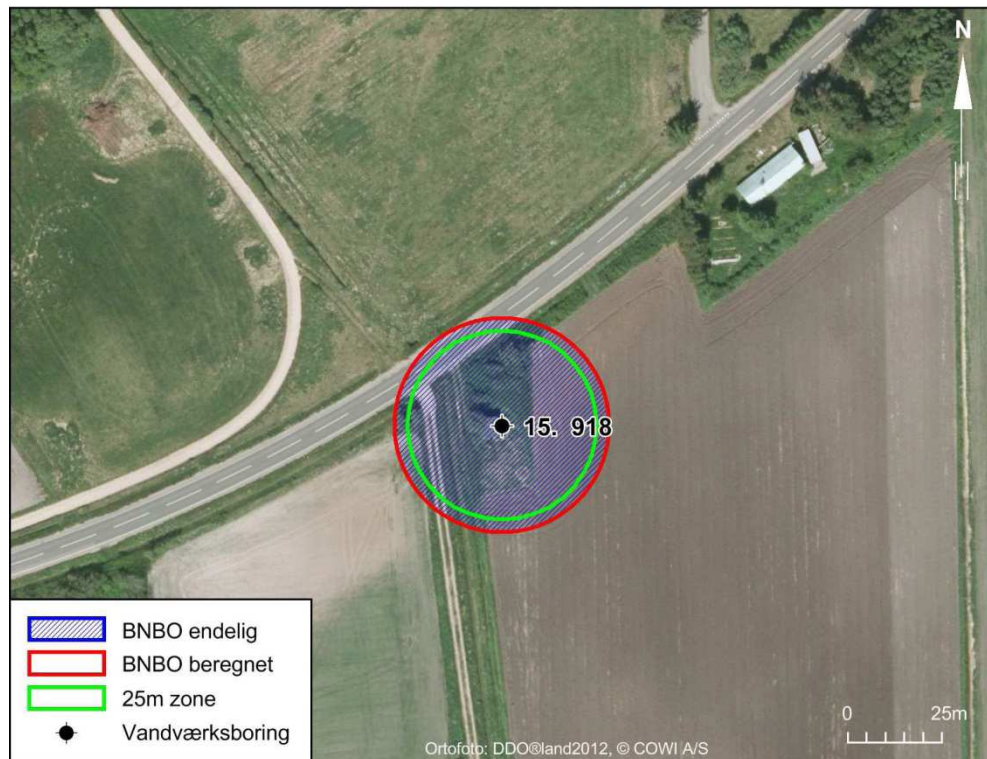 N
15. 918
BNBO endelig
BNBO beregnet
25m zone
Vandværksboring
0 25m
Ortofoto: DDO®land2012, © COWI A/S